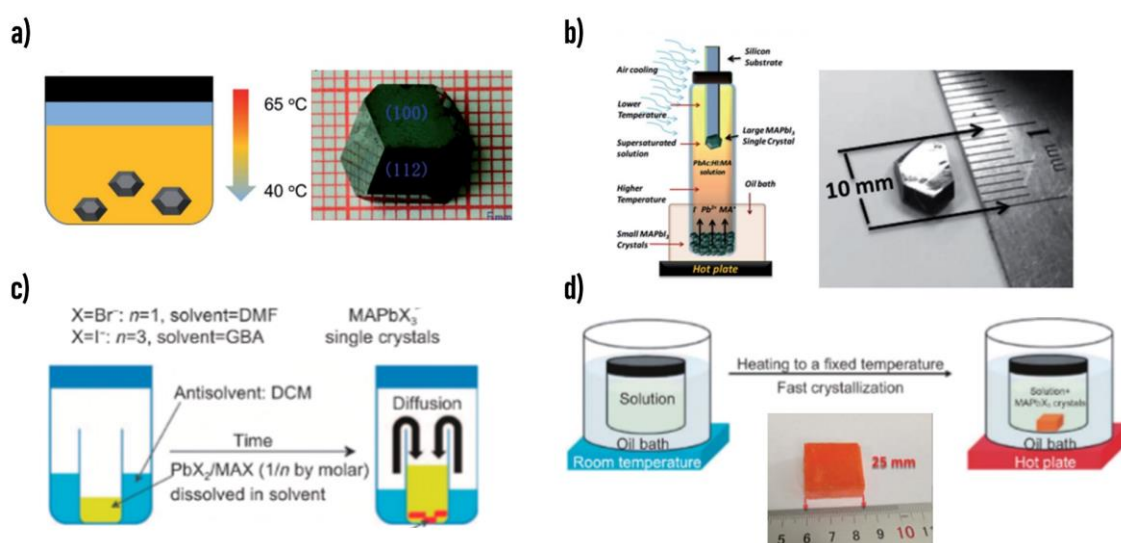 a)
65 °C
40 °C
(100)
(112)
b)
Air cooling
Silicon
Substrate
Lower
Temperature
Supersaturated
solution
Large MAPbI3
Single Crystal
PbAc:HI:MA
solution
Higher
Temperature
Oil bath
I- Pb2+ MA+
Small MAPbI3
Crystals
Hot plate
10 mm
1
mm
c)
X=Br-: n=1, solvent=DMF
X=I-: n=3, solvent=GBA
MAPbX3-
single crystals
Antisolvent: DCM
Time
PbX2/MAX (1/n by molar)
dissolved in solvent
Diffusion
d)
Solution
Oil bath
Room temperature
Heating to a fixed temperature
Fast crystallization
25 mm
5 6 7 8 9 10 11
Solution+
MAPbX3 crystals
Oil bath
Hot plate